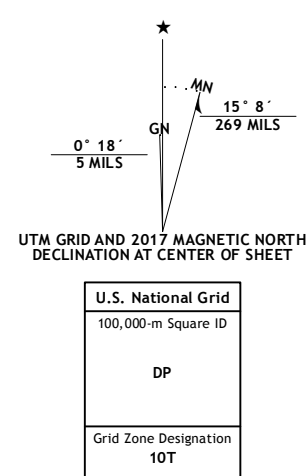 ★
MN
GN
15° 8´
269 MILS
0° 18´
5 MILS
UTM GRID AND 2017 MAGNETIC NORTH
DECLINATION AT CENTER OF SHEET
U.S. National Grid
100,000-m Square ID
DP
Grid Zone Designation
10T